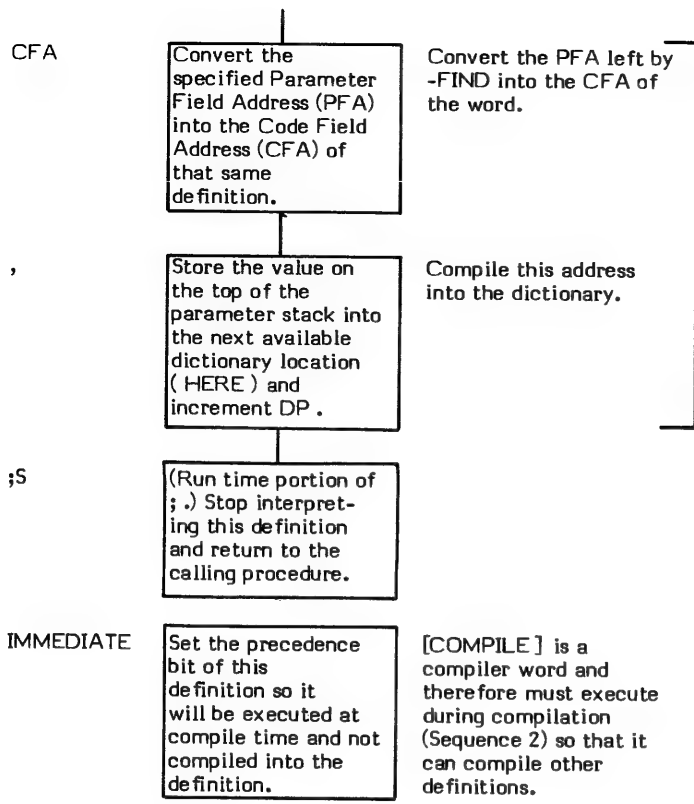 CFA
Convert the
specified Parameter
Field Address (PFA)
into the Code Field
Address (CFA) of
that same
definition.
Convert the PFA left by
-FIND into the CFA of
the word.
,
Store the value on
the top of the
parameter stack into
the next available
dictionary location
( HERE ) and
increment DP .
Compile this address
into the dictionary.
;S
(Run time portion of
; .) Stop interpret-
ing this definition
and return to the
calling procedure.
IMMEDIATE
Set the precedence
bit of this
definition so it
will be executed at
compile time and not
compiled into the
definition.
[COMPILE ] is a
compiler word and
therefore must execute
during compilation
(Sequence 2) so that it
can compile other
definitions.